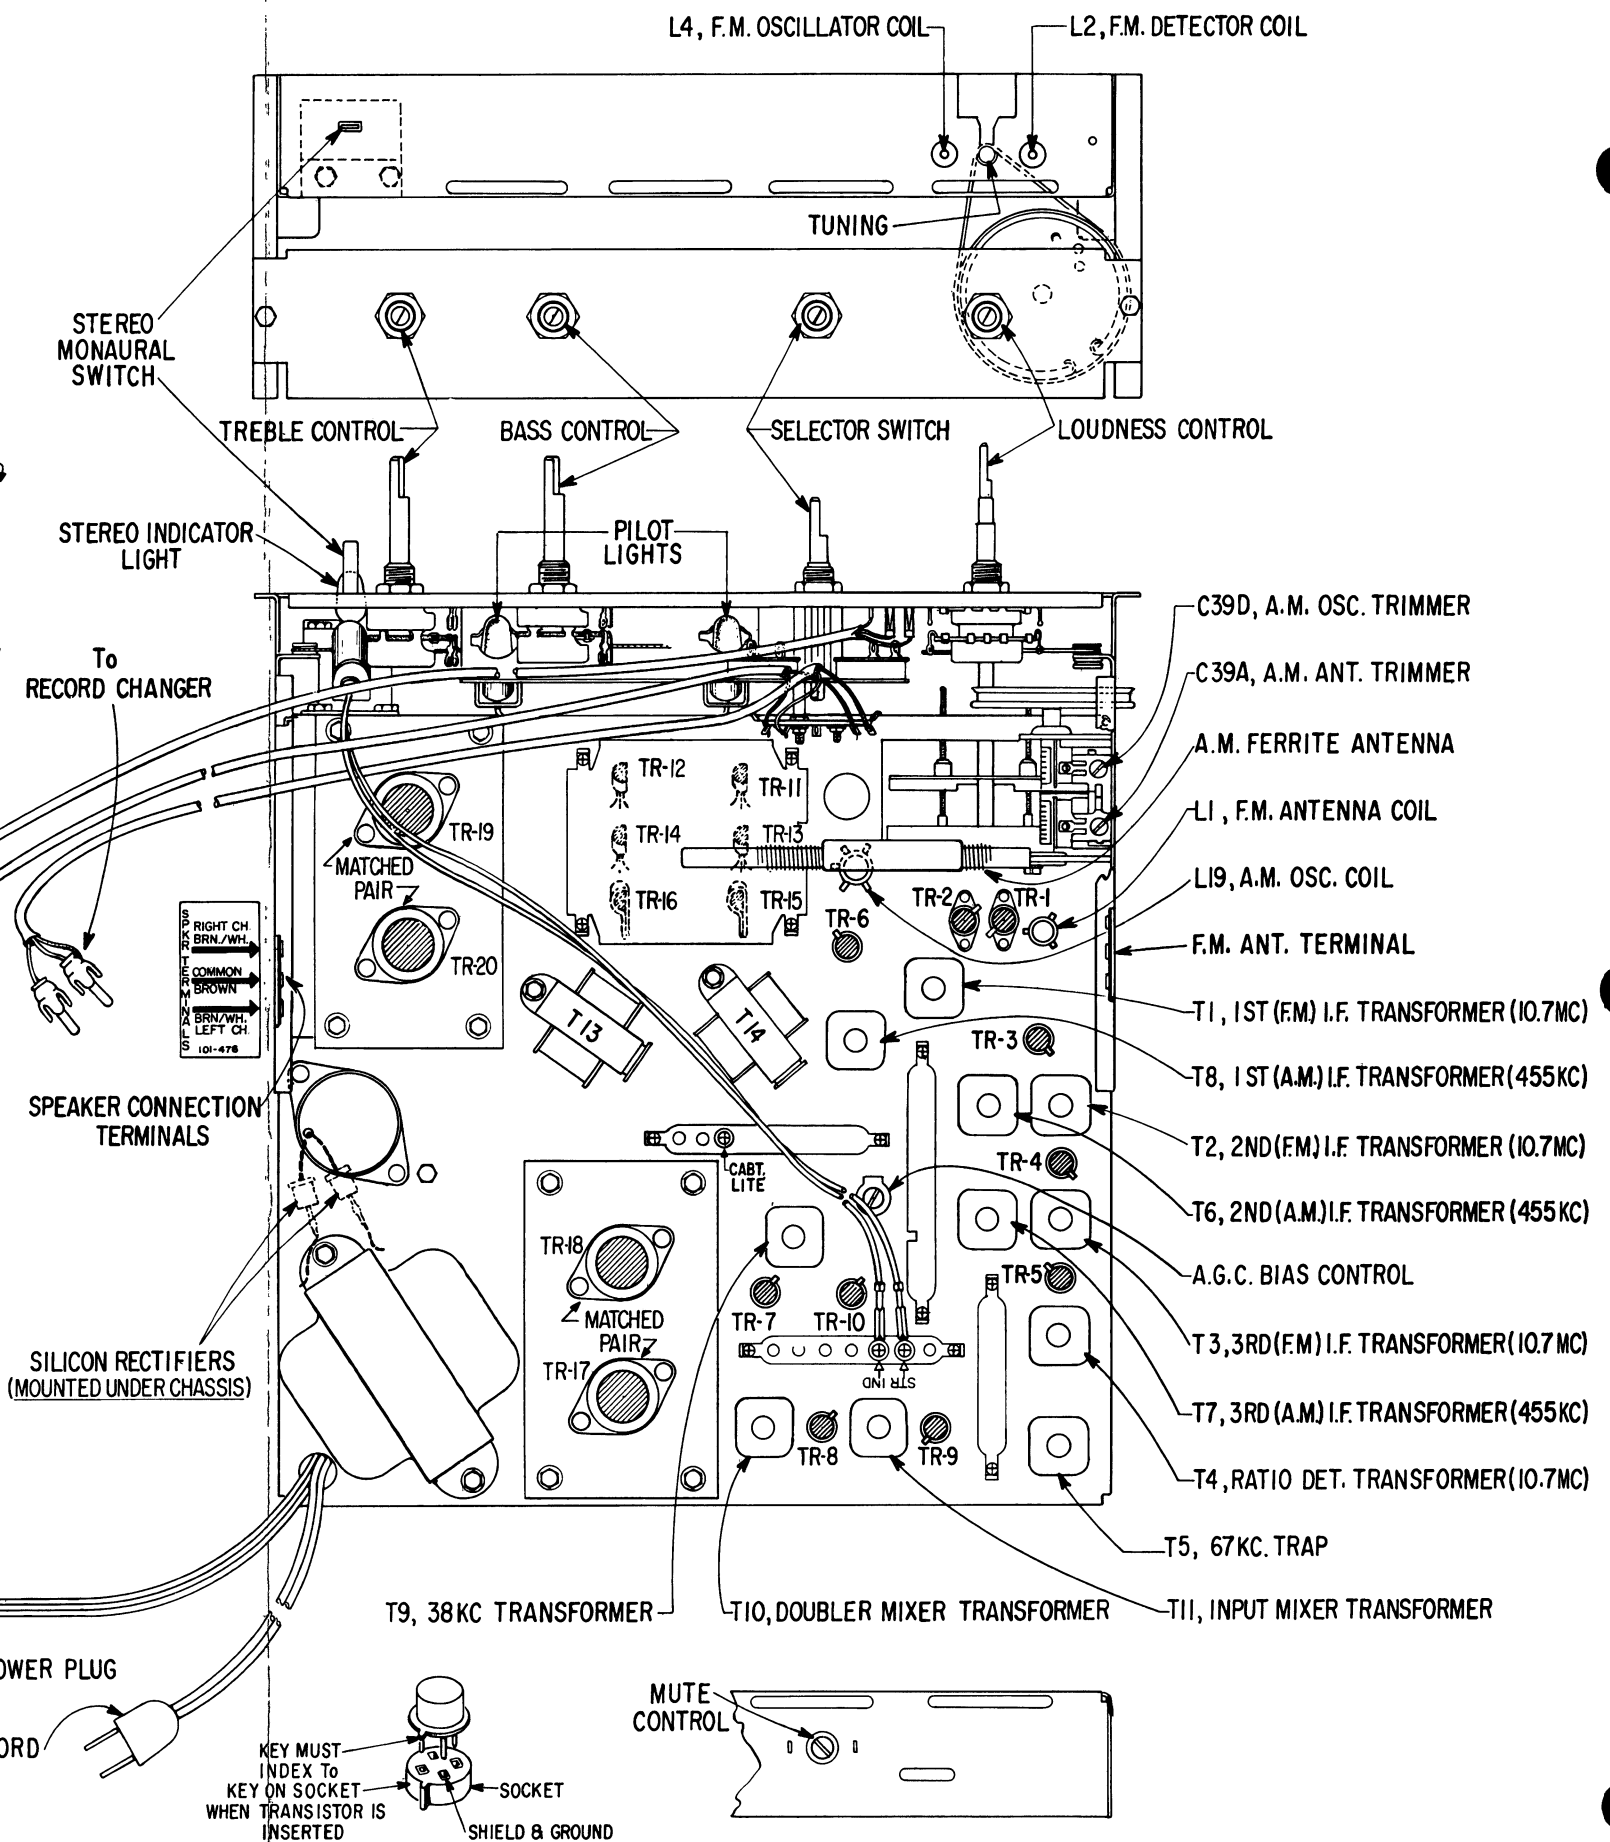 L4, F.M. OSCILLATOR COIL
L2, F.M. DETECTOR COIL
TUNING
STEREO
MONAURAL
SWITCH
TREBLE CONTROL
BASS CONTROL
SELECTOR SWITCH
LOUDNESS CONTROL
STEREO INDICATOR
LIGHT
PILOT
LIGHTS
C39D, A.M. OSC. TRIMMER
To
RECORD CHANGER
C39A, A.M. ANT. TRIMMER
A.M. FERRITE ANTENNA
TR-12
TR-11
TR-19
TR-14
TR-13
L1, F.M. ANTENNA COIL
MATCHED
PAIR
TR-16
TR-15
TR-6
TR-2
TR-1
L19, A.M. OSC. COIL
SPKR TERMINALS
RIGHT CH.
BRN./WH.
COMMON
BROWN
BRN/WH.
LEFT CH.
101-476
TR-20
F.M. ANT. TERMINAL
T13
T14
T1, 1ST (F.M.) I.F. TRANSFORMER (10.7MC)
TR-3
T8, 1ST (A.M.) I.F. TRANSFORMER (455KC)
SPEAKER CONNECTION
TERMINALS
T2, 2ND (F.M.) I.F. TRANSFORMER (10.7MC)
CABT.
LITE
TR-4
T6, 2ND (A.M.) I.F. TRANSFORMER (455KC)
TR-18
TR-5
A.G.C. BIAS CONTROL
MATCHED
PAIR
TR-7
TR-10
T3, 3RD (F.M.) I.F. TRANSFORMER (10.7MC)
SILICON RECTIFIERS
(MOUNTED UNDER CHASSIS)
TR-17
STR IND
T7, 3RD (A.M.) I.F. TRANSFORMER (455KC)
TR-8
TR-9
T4, RATIO DET. TRANSFORMER (10.7MC)
T5, 67KC. TRAP
T9, 38KC TRANSFORMER
T10, DOUBLER MIXER TRANSFORMER
T11, INPUT MIXER TRANSFORMER
OWER PLUG
ORD
MUTE
CONTROL
KEY MUST
INDEX To
KEY ON SOCKET
WHEN TRANSISTOR IS
INSERTED
SOCKET
SHIELD & GROUND